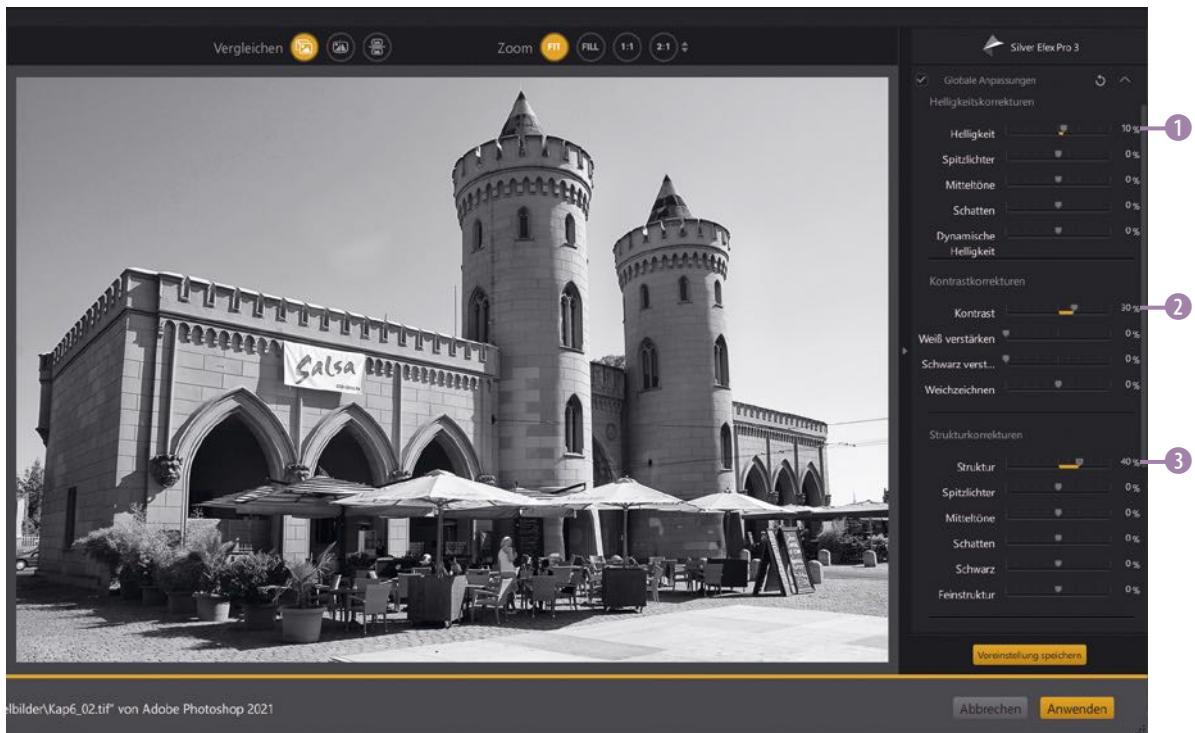 Vergleichen
Zoom FIT FILL 1:1 2:1
Silver Efex Pro 3
Globale Anpassungen
Helligkeitskorrekturen
Helligkeit 10 %
1
Spitzlichter 0 %
Mitteltöne 0 %
Schatten 0 %
Dynamische 0 %
Helligkeit
Kontrastkorrekturen
Kontrast 30 %
2
Weiß verstärken 0 %
Schwarz verst... 0 %
Weichzeichnen 0 %
Strukturkorrekturen
Struktur 40 %
3
Spitzlichter 0 %
Mitteltöne 0 %
Schatten 0 %
Schwarz 0 %
Feinstruktur 0 %
Salsa
Voreinstellung speichern
elbilder\Kap6_02.tif" von Adobe Photoshop 2021
Abbrechen Anwenden